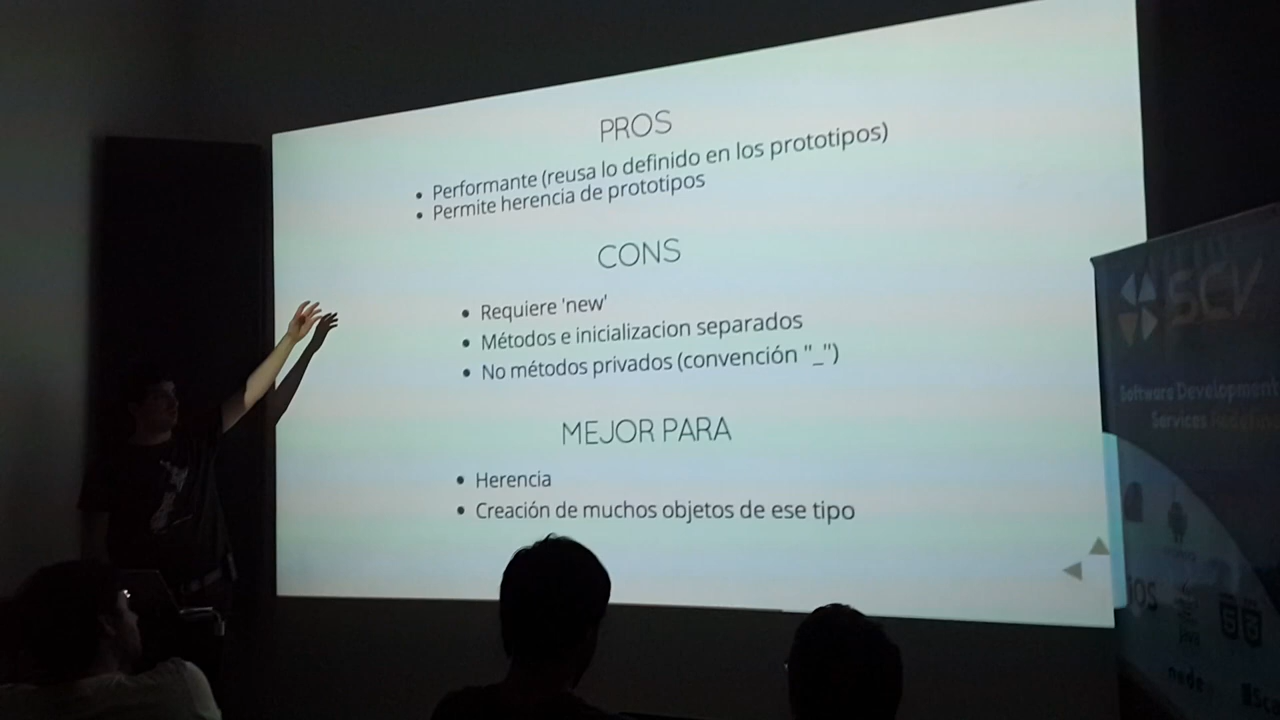 PROS
• Performante (reusa lo definido en los prototipos)
• Permite herencia de prototipos
CONS
• Requiere 'new'
• Métodos e inicializacion separados
• No métodos privados (convención "_")
MEJOR PARA
• Herencia
• Creación de muchos objetos de ese tipo
SCV
Software Development
Services
iOS
node